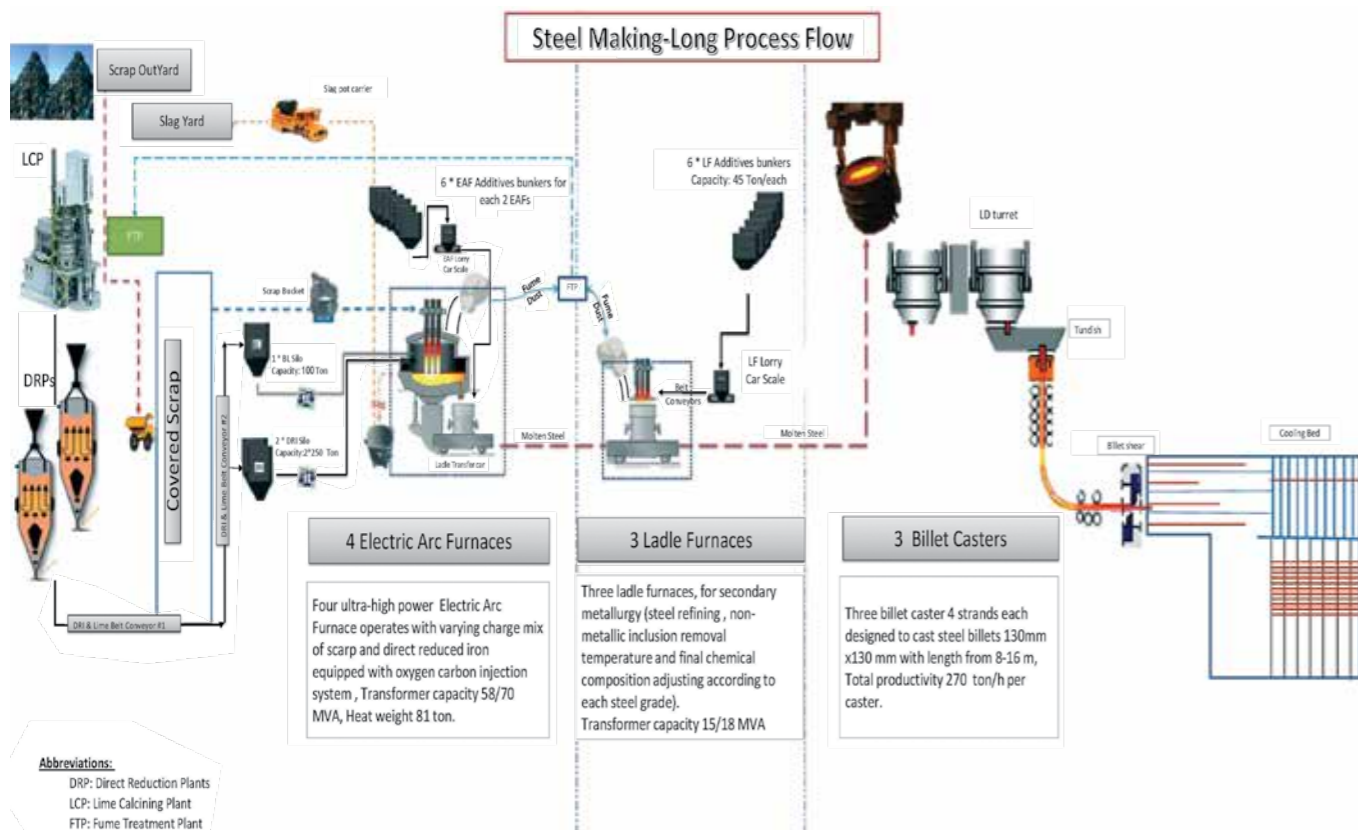 Steel Making-Long Process Flow
Scrap OutYard
Slag Yard
Slag pot carrier
LCP
FTP
6 * EAF Additives bunkers for
each 2 EAFs
EAF Lorry
Car Scale
6 * LF Additives bunkers
Capacity: 45 Ton/each
LD turret
Scrap Bucket
Fume
Dust
FTP
Fume
Dust
Tundish
DRPs
Covered Scrap
DRI & Lime Belt Conveyor #2
1 * BL Silo
Capacity: 100 Ton
2 * DRI Silo
Capacity:2*250 Ton
Slag
Ladle Transfer car
Molten Steel
Belt
Conveyors
LF Lorry
Car Scale
Molten Steel
Billet shear
Cooling Bed
DRI & Lime Belt Conveyor #1
4 Electric Arc Furnaces
Four ultra-high power Electric Arc
Furnace operates with varying charge mix
of scarp and direct reduced iron
equipped with oxygen carbon injection
system , Transformer capacity 58/70
MVA, Heat weight 81 ton.
3 Ladle Furnaces
Three ladle furnaces, for secondary
metallurgy (steel refining , non-
metallic inclusion removal
temperature and final chemical
composition adjusting according to
each steel grade).
Transformer capacity 15/18 MVA
3 Billet Casters
Three billet caster 4 strands each
designed to cast steel billets 130mm
x130 mm with length from 8-16 m,
Total productivity 270 ton/h per
caster.
Abbreviations:
DRP: Direct Reduction Plants
LCP: Lime Calcining Plant
FTP: Fume Treatment Plant